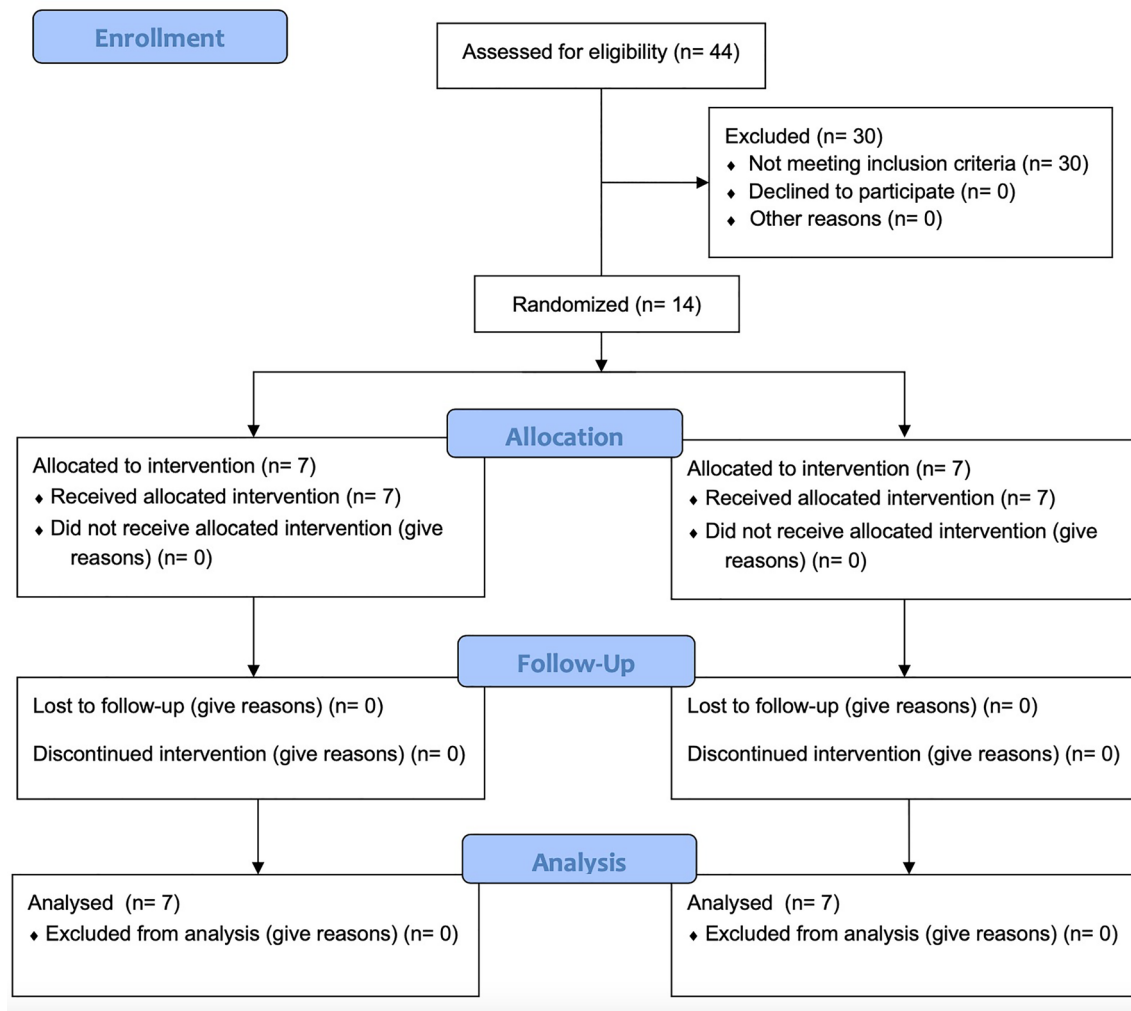 Enrollment
Assessed for eligibility (n= 44)
Excluded (n= 30)
♦ Not meeting inclusion criteria (n= 30)
♦ Declined to participate (n= 0)
♦ Other reasons (n= 0)
Randomized (n= 14)
Allocation
Allocated to intervention (n= 7)
♦ Received allocated intervention (n= 7)
♦ Did not receive allocated intervention (give
reasons) (n= 0)
Allocated to intervention (n= 7)
♦ Received allocated intervention (n= 7)
♦ Did not receive allocated intervention (give
reasons) (n= 0)
Follow-Up
Lost to follow-up (give reasons) (n= 0)
Discontinued intervention (give reasons) (n= 0)
Lost to follow-up (give reasons) (n= 0)
Discontinued intervention (give reasons) (n= 0)
Analysis
Analysed (n= 7)
♦ Excluded from analysis (give reasons) (n= 0)
Analysed (n= 7)
♦ Excluded from analysis (give reasons) (n= 0)